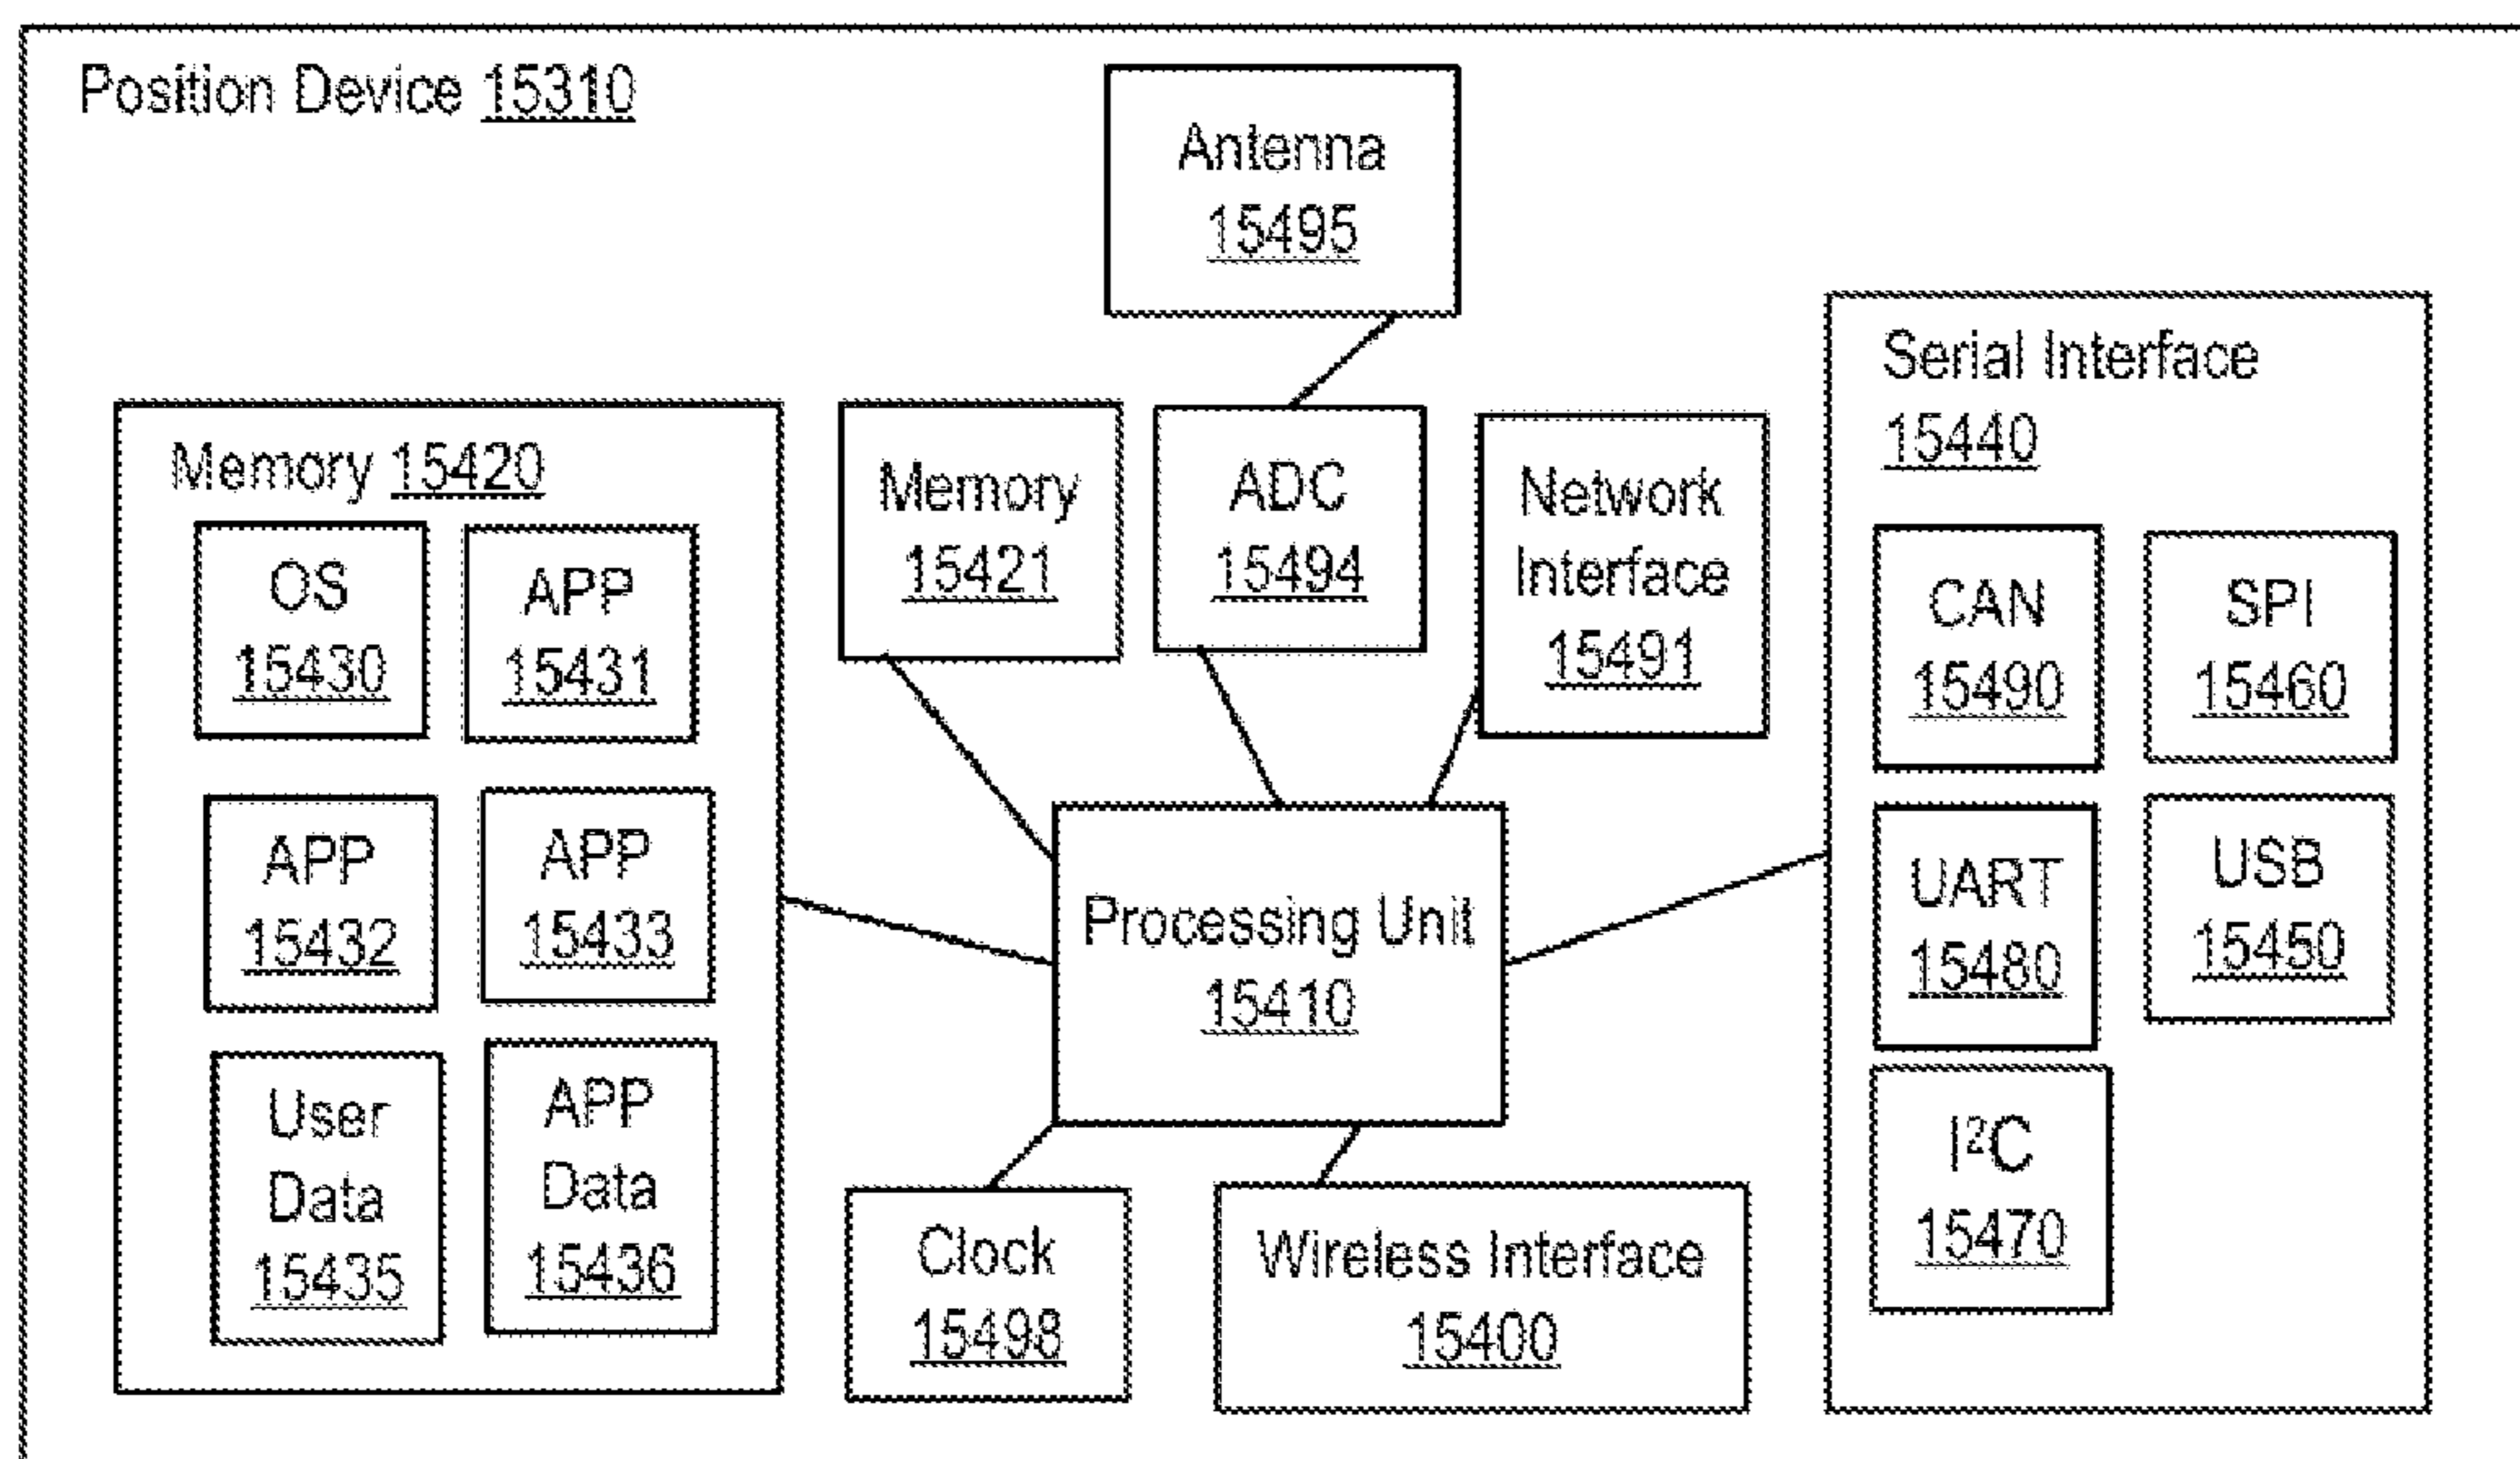 Position Device 15310
Antenna
15495
Memory 15420
OS
15430
APP
15431
APP
15432
APP
15433
User
Data
15435
APP
Data
15436
Memory
15421
ADC
15494
Network
Interface
15491
Processing Unit
15410
Clock
15498
Wireless Interface
15400
Serial Interface
15440
CAN
15490
SPI
15460
UART
15480
USB
15450
I²C
15470